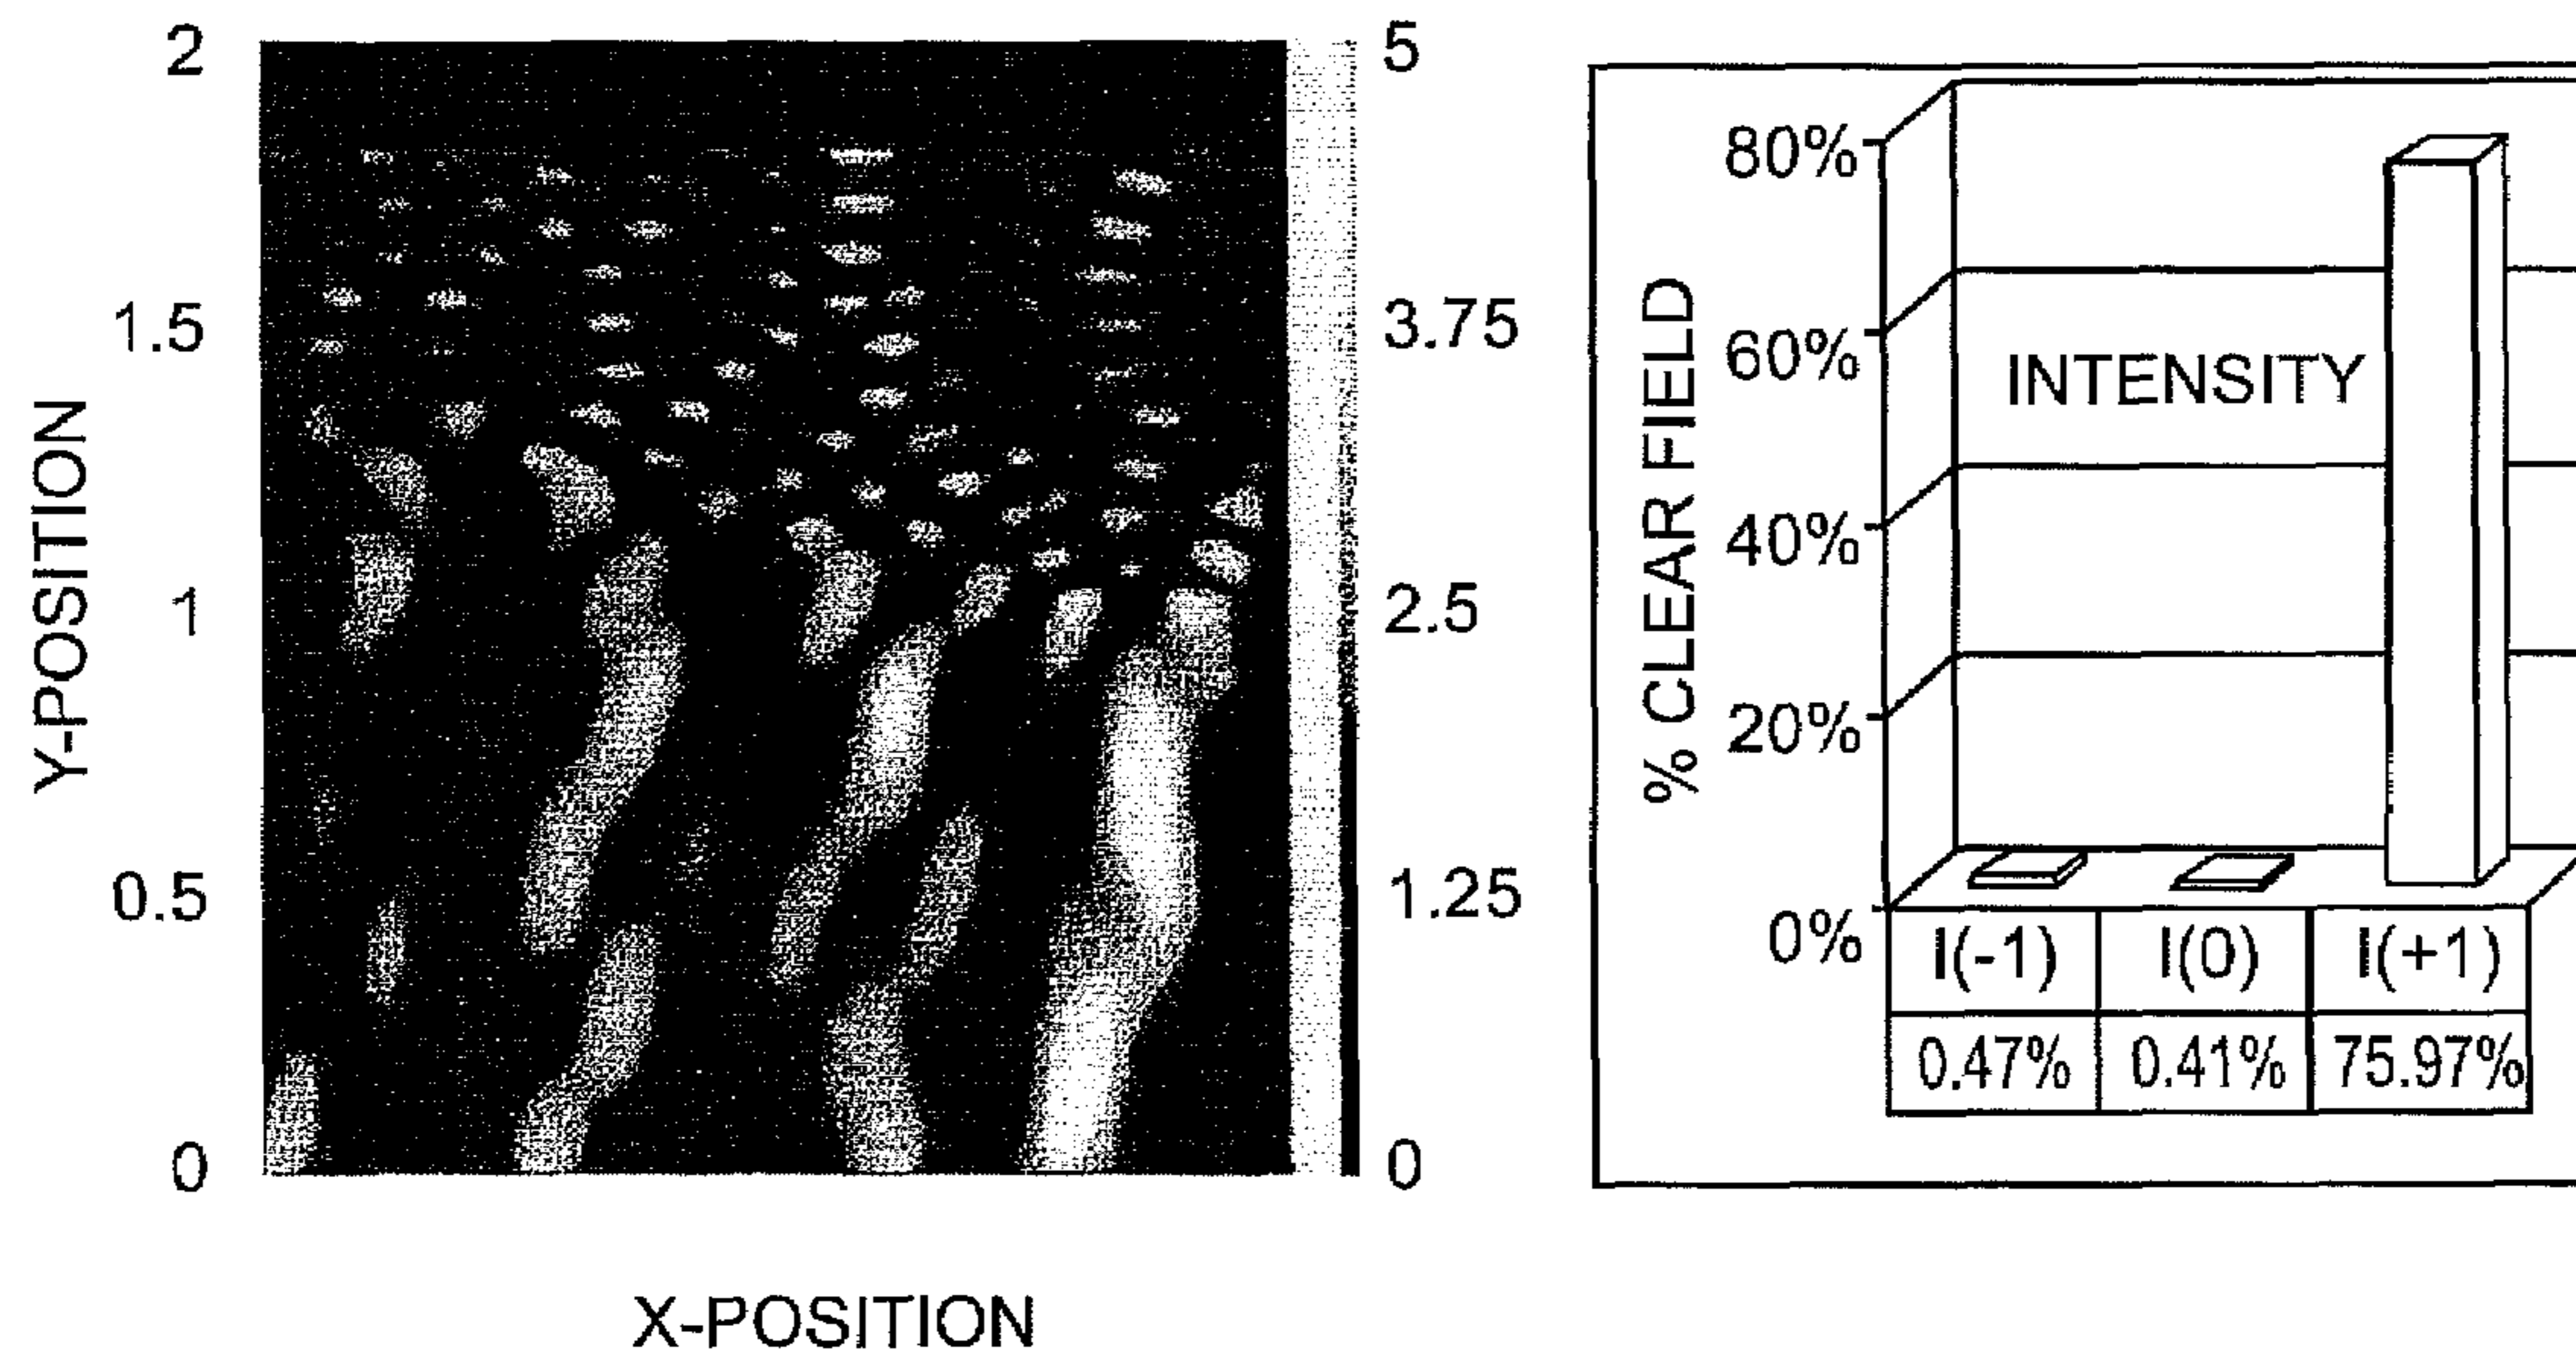 2
1.5
1
0.5
0
Y-POSITION
X-POSITION
5
3.75
2.5
1.25
0
% CLEAR FIELD
80%
60%
40%
20%
0%
INTENSITY
I(-1) I(0) I(+1)
0.47% 0.41% 75.97%